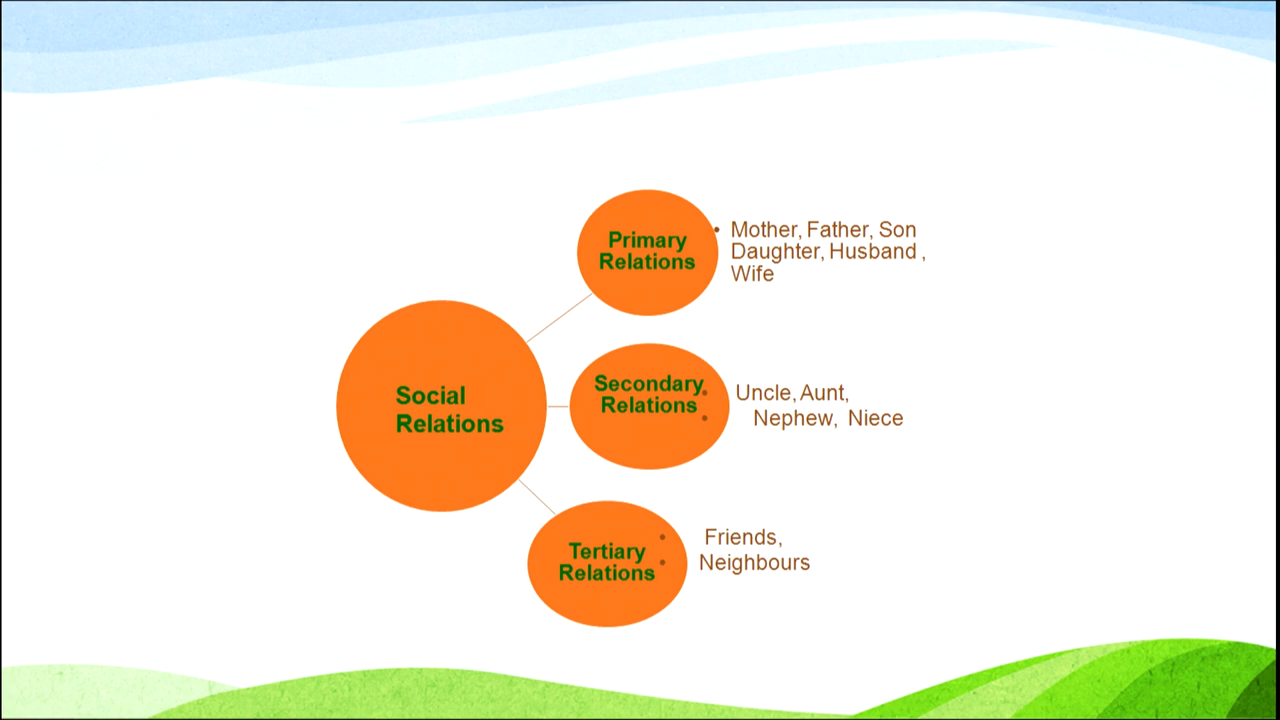 Social
Relations
Primary
Relations
• Mother, Father, Son
Daughter, Husband ,
Wife
Secondary
Relations
• Uncle, Aunt,
• Nephew, Niece
Tertiary
Relations
• Friends,
• Neighbours